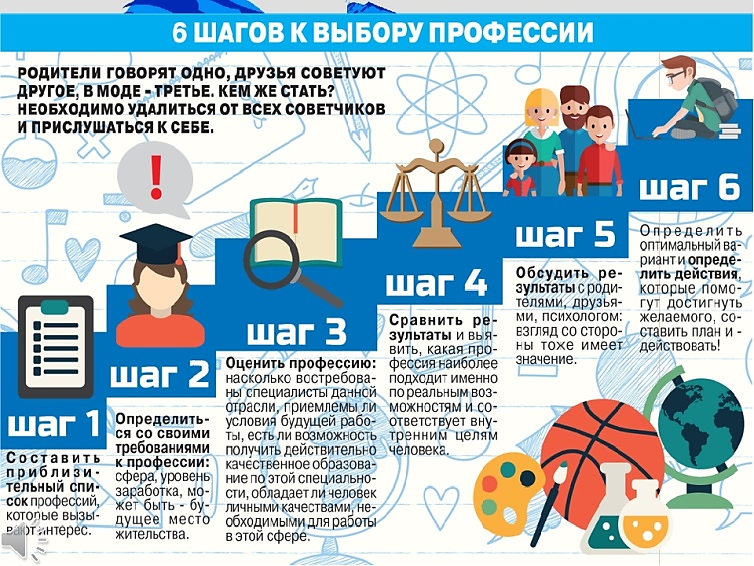 6 ШАГОВ К ВЫБОРУ ПРОФЕССИИ
РОДИТЕЛИ ГОВОРЯТ ОДНО, ДРУЗЬЯ СОВЕТУЮТ
ДРУГОЕ, В МОДЕ - ТРЕТЬЕ. КЕМ ЖЕ СТАТЬ?
НЕОБХОДИМО УДАЛИТЬСЯ ОТ ВСЕХ СОВЕТЧИКОВ
И ПРИСЛУШАТЬСЯ К СЕБЕ.
!
шаг 1
Составить
приблизи-
тельный спи-
сок профессий,
которые вызы-
вают интерес.
шаг 2
Определить-
ся со своими
требованиями
к профессии:
сфера, уровень
заработка, мо-
жет быть - бу-
дущее место
жительства.
шаг 3
Оценить профессию:
насколько востребова-
ны специалисты данной
отрасли, приемлемы ли
условия будущей рабо-
ты, есть ли возможность
получить действительно
качественное образова-
ние по этой специально-
сти, обладает ли человек
личными качествами, не-
обходимыми для работы
в этой сфере.
шаг 4
Сравнить ре-
зультаты и выя-
вить, какая про-
фессия наиболее
подходит именно
по реальным воз-
можностям и со-
ответствует вну-
тренним целям
человека.
шаг 5
Обсудить ре-
зультаты с роди-
телями, друзья-
ми, психологом:
взгляд со сторо-
ны тоже имеет
значение.
шаг 6
Определить
оптимальный ва-
риант и опреде-
лить действия,
которые помо-
гут достигнуть
желаемого, со-
ставить план и -
действовать!